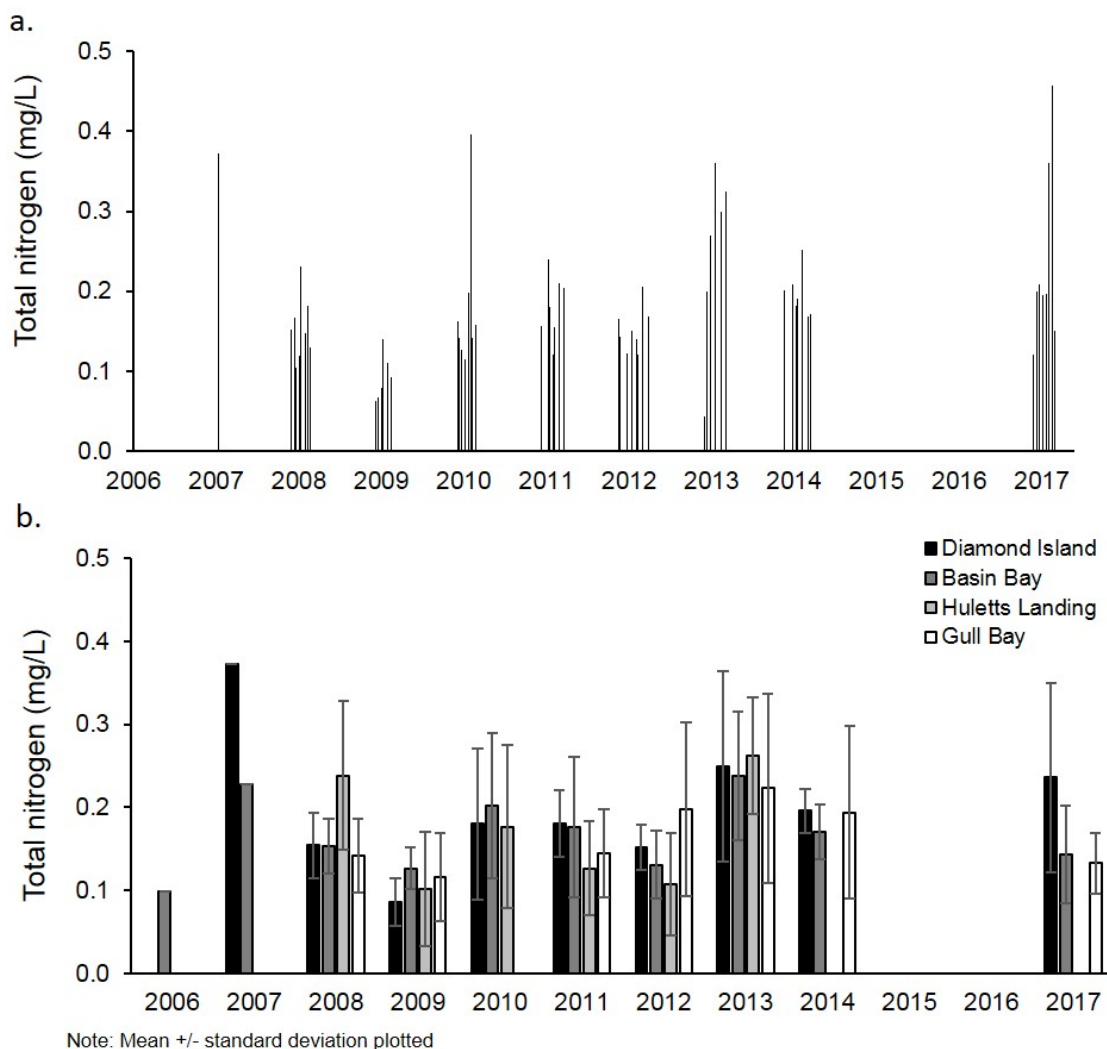 a.
Total nitrogen (mg/L)
0.5
0.4
0.3
0.2
0.1
0.0
2006 2007 2008 2009 2010 2011 2012 2013 2014 2015 2016 2017
b.
Total nitrogen (mg/L)
0.5
0.4
0.3
0.2
0.1
0.0
Diamond Island
Basin Bay
Huletts Landing
Gull Bay
2006 2007 2008 2009 2010 2011 2012 2013 2014 2015 2016 2017
Note: Mean +/- standard deviation plotted